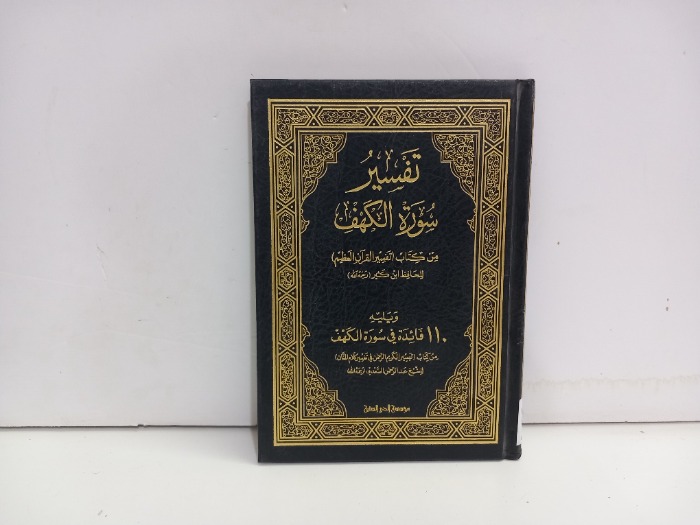 تفسير
سورة الكهف
من كتاب (تفسير القرآن العظيم)
للحافظ ابن كثير (رحمه الله)
ويليه
١١٠ فائدة في سورة الكهف
من كتاب (تيسير الكريم الرحمن في تفسير كلام المنان)
للشيخ عبد الرحمن السعدي (رحمه الله)
مؤسسة